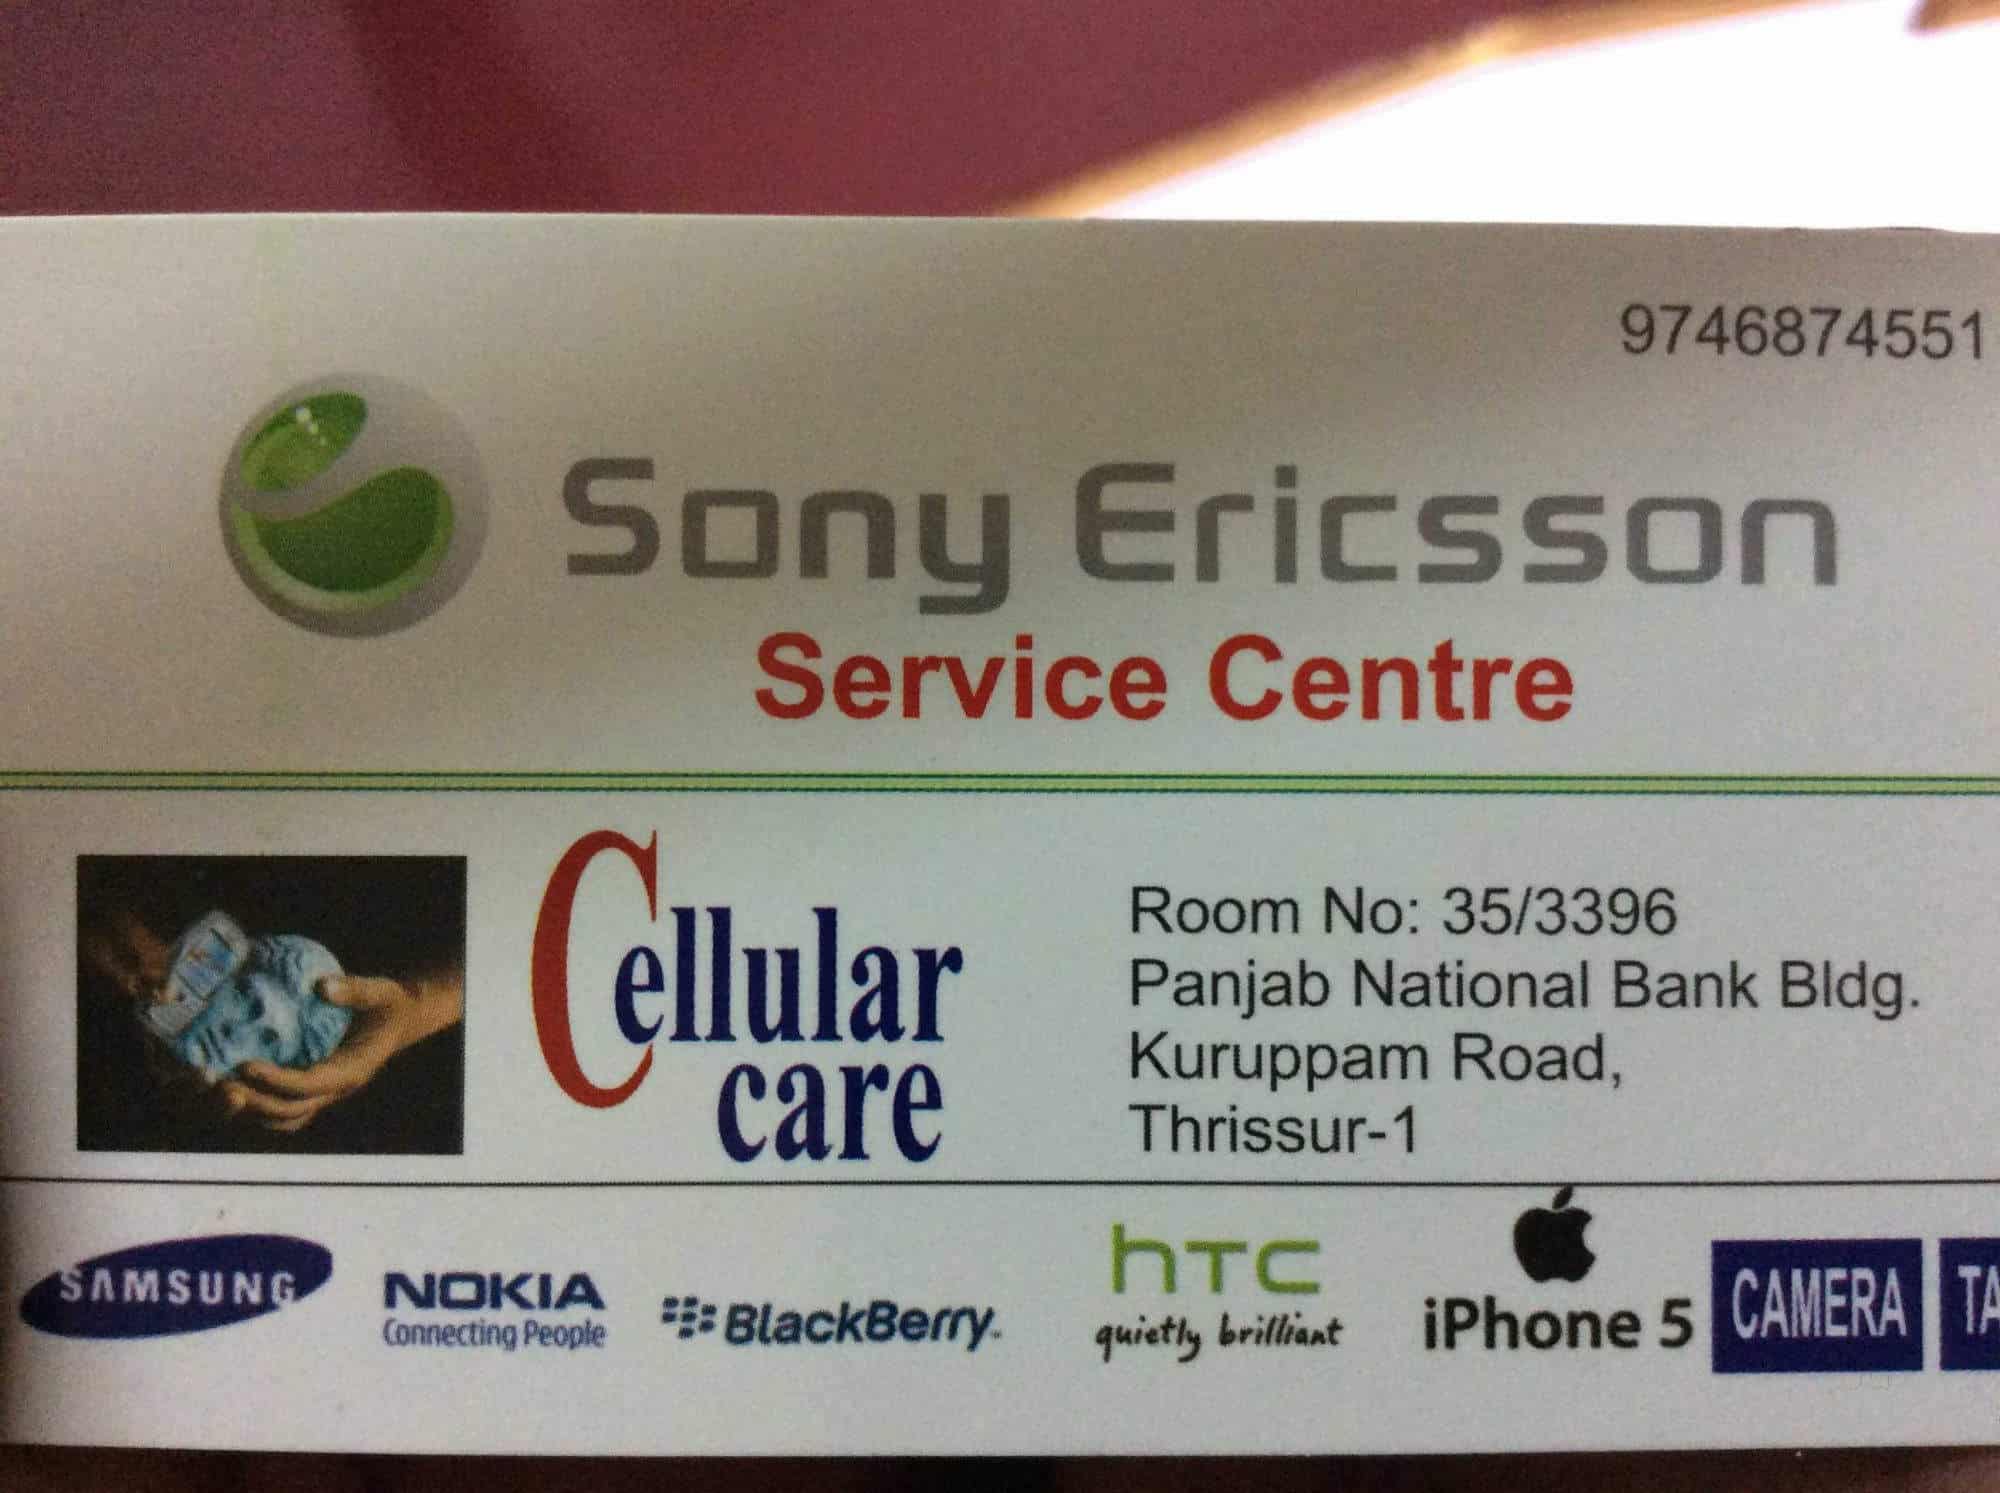 9746874551
Sony Ericsson
Service Centre
Cellular
care
Room No: 35/3396
Panjab National Bank Bldg.
Kuruppam Road,
Thrissur-1
SAMSUNG
NOKIA
Connecting People
BlackBerry
hTC
quietly brilliant
iPhone 5
CAMERA